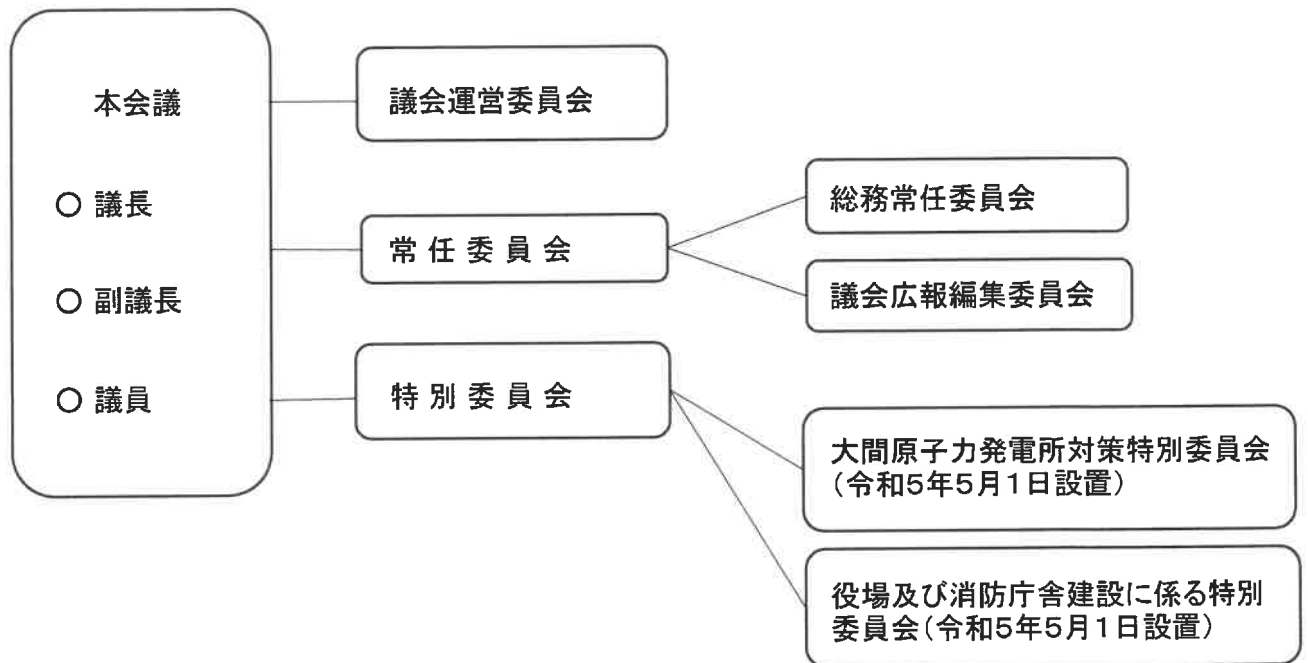 本会議
○ 議長
○ 副議長
○ 議員
議会運営委員会
常 任 委 員 会
総務常任委員会
議会広報編集委員会
特 別 委 員 会
大間原子力発電所対策特別委員会
(令和5年5月1日設置)
役場及び消防庁舎建設に係る特別
委員会(令和5年5月1日設置)